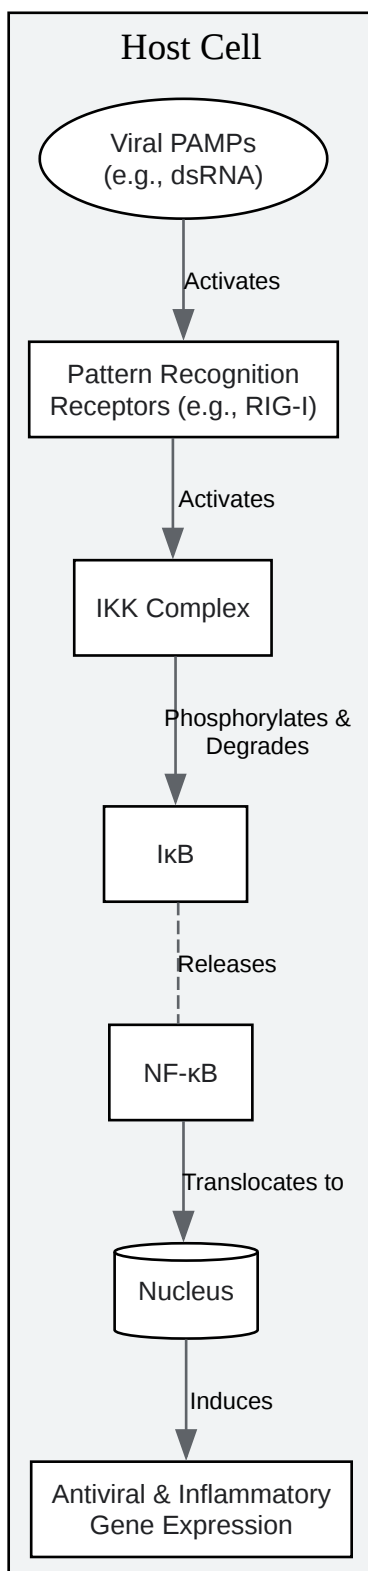 Host Cell
Viral PAMPs
(e.g., dsRNA)
Activates
Pattern Recognition
Receptors (e.g., RIG-I)
Activates
IKK Complex
Phosphorylates &
Degrades
IκB
Releases
NF-κB
Translocates to
Nucleus
Induces
Antiviral & Inflammatory
Gene Expression